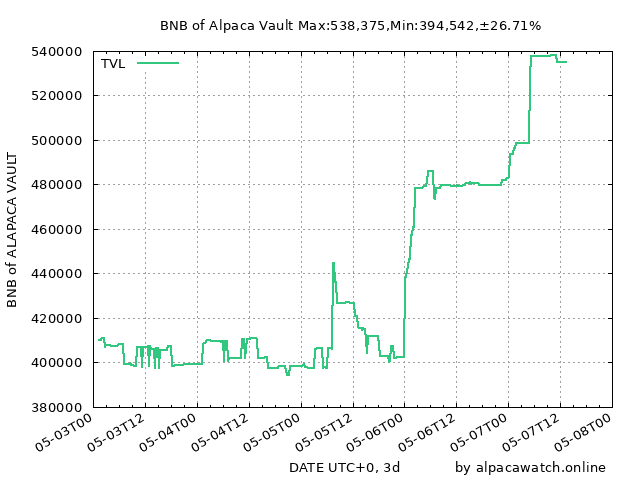 BNB of Alpaca Vault Max:538,375,Min:394,542,±26.71%
TVL
540000
520000
500000
480000
460000
440000
420000
400000
380000
BNB of ALAPACA VAULT
05-03T00
05-03T12
05-04T00
05-04T12
05-05T00
05-05T12
05-06T00
05-06T12
05-07T00
05-07T12
05-08T00
DATE UTC+0, 3d
by alpacawatch.online